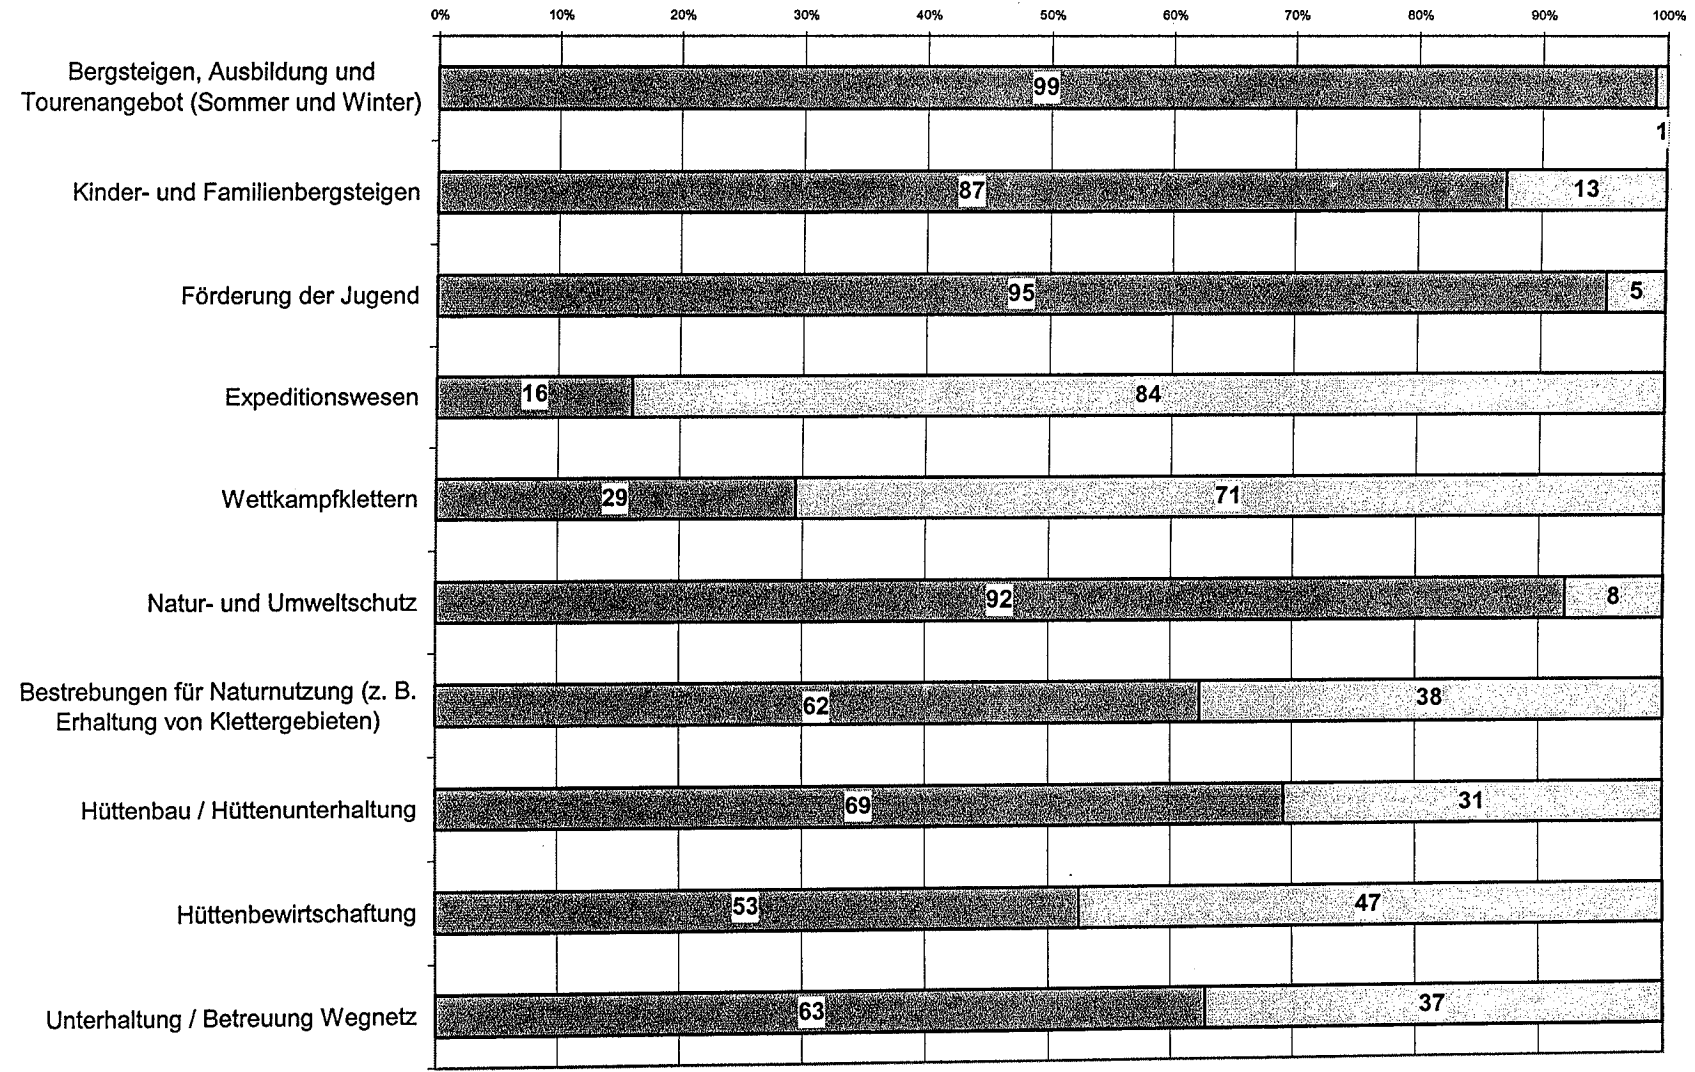 0% 10% 20% 30% 40% 50% 60% 70% 80% 90% 100%
Bergsteigen, Ausbildung und
Tourenangebot (Sommer und Winter)
99
1
Kinder- und Familienbergsteigen
87 13
Förderung der Jugend
95 5
Expeditionswesen
16 84
Wettkampfklettern
29 71
Natur- und Umweltschutz
92 8
Bestrebungen für Naturnutzung (z. B.
Erhaltung von Klettergebieten)
62 38
Hüttenbau / Hüttenunterhaltung
69 31
Hüttenbewirtschaftung
53 47
Unterhaltung / Betreuung Wegnetz
63 37